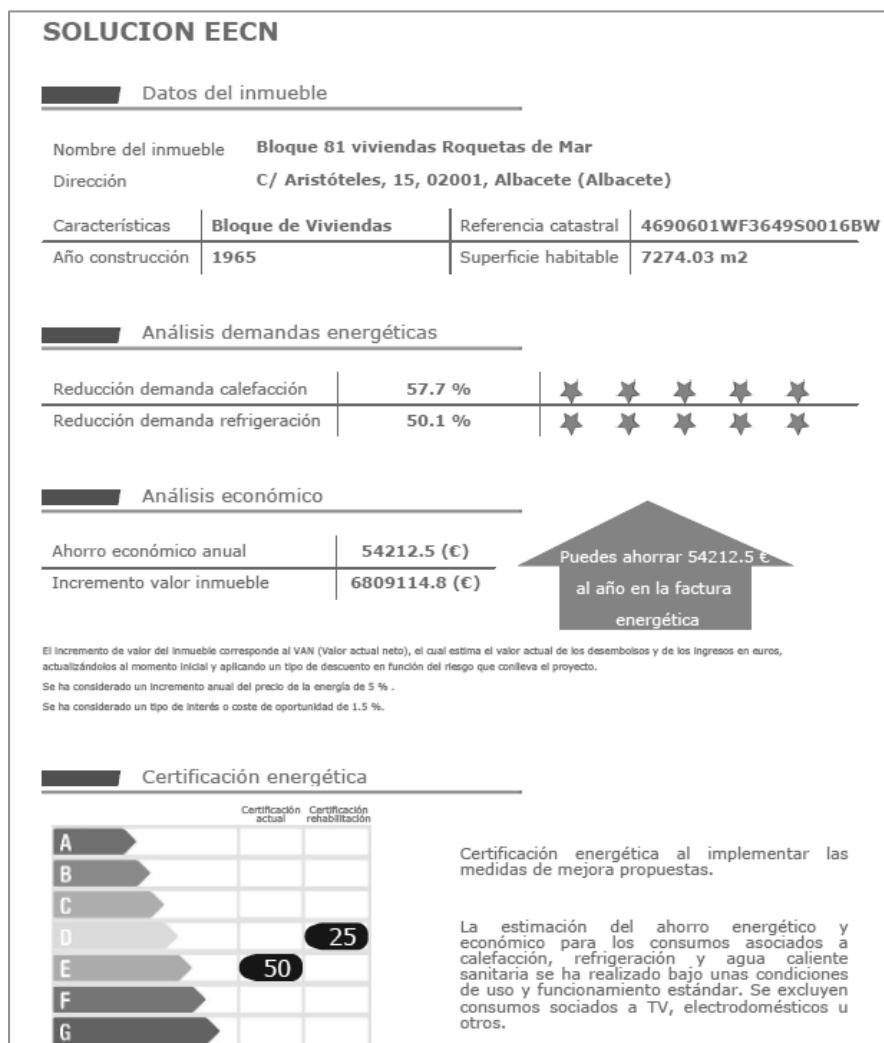 SOLUCION EECN
Datos del inmueble
Nombre del inmueble Bloque 81 viviendas Roquetas de Mar
Dirección C/ Aristóteles, 15, 02001, Albacete (Albacete)
Características Bloque de Viviendas Referencia catastral 4690601WF3649S0016BW
Año construcción 1965 Superficie habitable 7274.03 m2
Análisis demandas energéticas
Reducción demanda calefacción 57.7 %
Reducción demanda refrigeración 50.1 %
Análisis económico
Ahorro económico anual 54212.5 (€)
Incremento valor inmueble 6809114.8 (€)
Puedes ahorrar 54212.5 €
al año en la factura
energética
El incremento de valor del inmueble corresponde al VAN (Valor actual neto), el cual estima el valor actual de los desembolsos y de los ingresos en euros,
actualizándolos al momento inicial y aplicando un tipo de descuento en función del riesgo que conlleva el proyecto.
Se ha considerado un incremento anual del precio de la energía de 5 % .
Se ha considerado un tipo de interés o coste de oportunidad de 1.5 %.
Certificación energética
Certificación actual Certificación rehabilitación
A
B
C
D 25
E 50
F
G
Certificación energética al implementar las
medidas de mejora propuestas.
La estimación del ahorro energético y
económico para los consumos asociados a
calefacción, refrigeración y agua caliente
sanitaria se ha realizado bajo unas condiciones
de uso y funcionamiento estándar. Se excluyen
consumos sociados a TV, electrodomésticos u
otros.